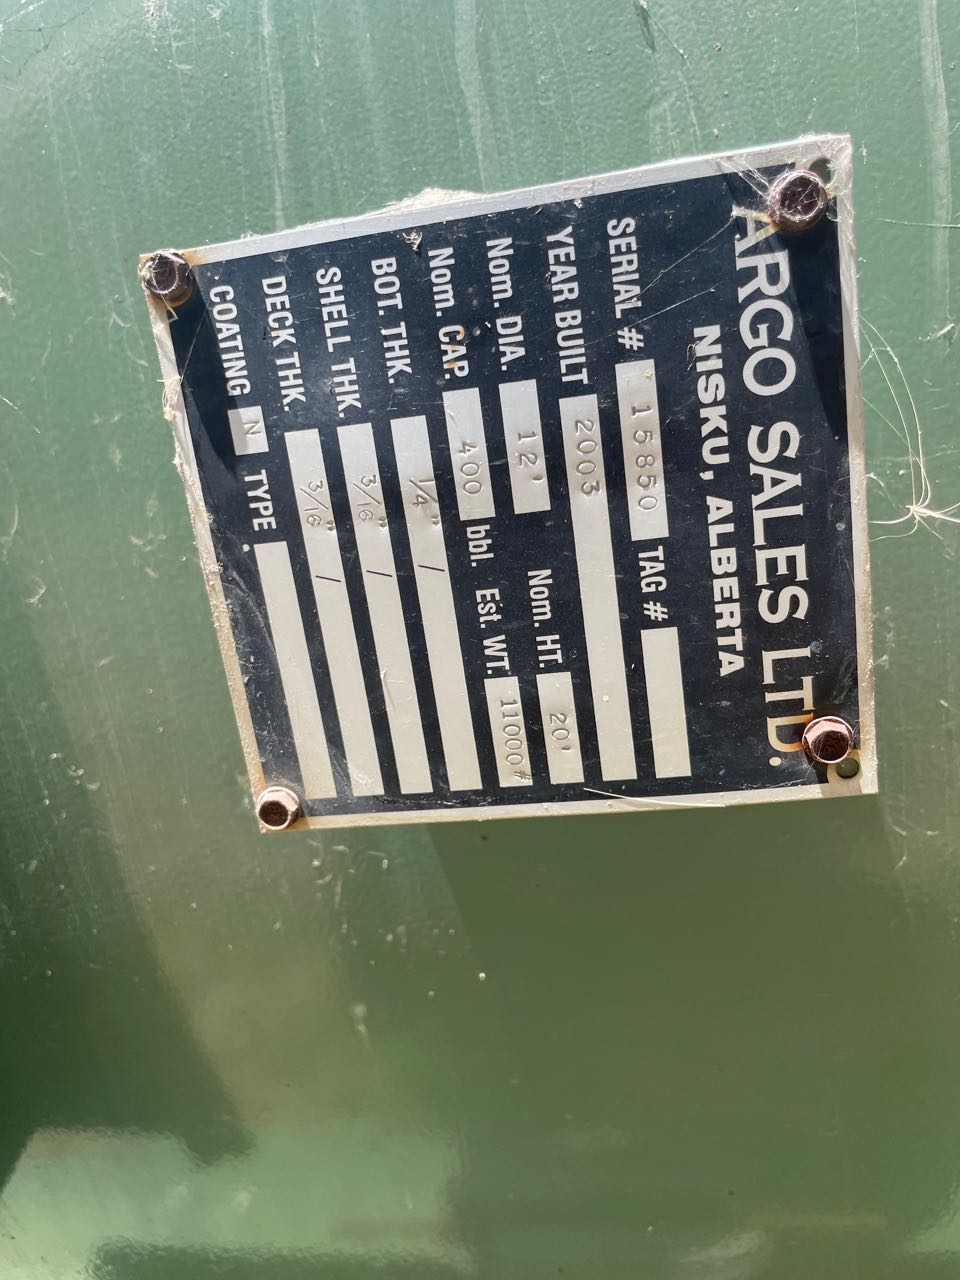 ARGO SALES LTD.
NISKU, ALBERTA
SERIAL # 15850 TAG #
YEAR BUILT 2003
Nom. DIA. 12' Nom. HT. 20'
Nom. CAP. 400 bbl. Est. WT. 11000#
BOT. THK. 1/4" /
SHELL THK. 3/16" /
DECK THK. 3/16" /
COATING N TYPE